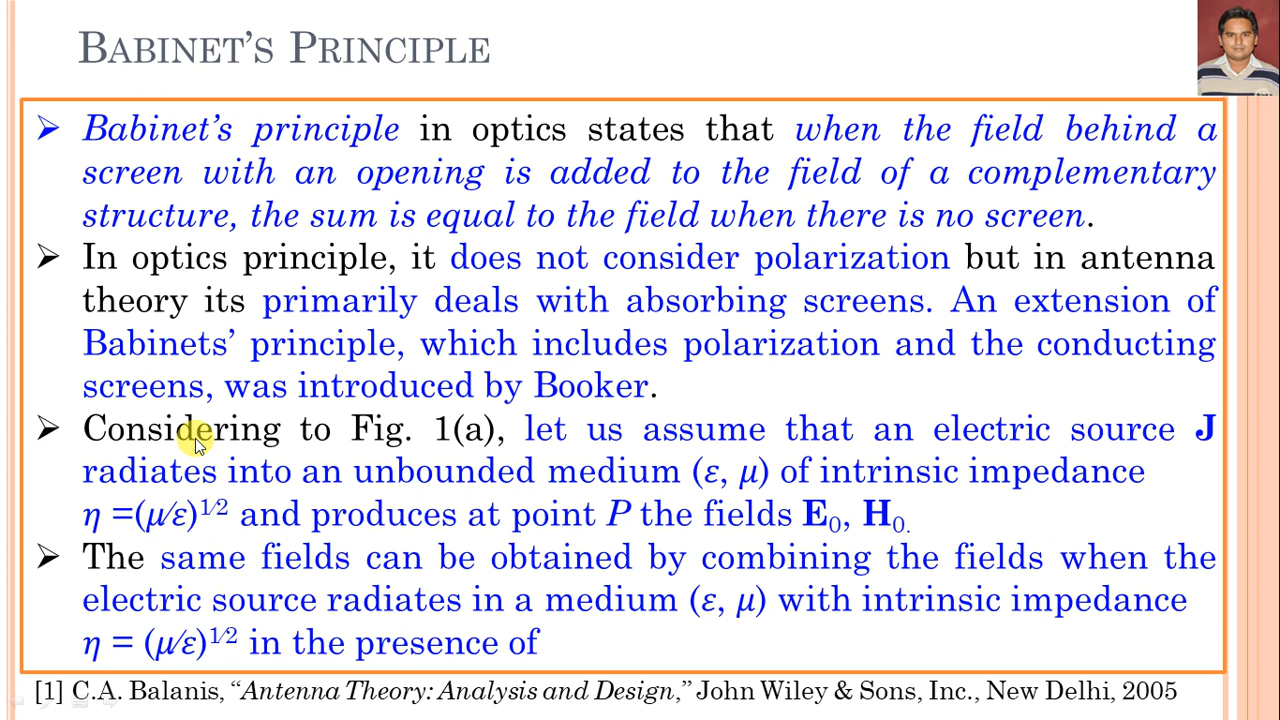 BABINET'S PRINCIPLE
➢ Babinet's principle in optics states that when the field behind a
screen with an opening is added to the field of a complementary
structure, the sum is equal to the field when there is no screen.
➢ In optics principle, it does not consider polarization but in antenna
theory its primarily deals with absorbing screens. An extension of
Babinets' principle, which includes polarization and the conducting
screens, was introduced by Booker.
➢ Considering to Fig. 1(a), let us assume that an electric source J
radiates into an unbounded medium (ε, μ) of intrinsic impedance
η =(μ∕ε)¹∕² and produces at point P the fields E₀, H₀.
➢ The same fields can be obtained by combining the fields when the
electric source radiates in a medium (ε, μ) with intrinsic impedance
η = (μ∕ε)¹∕² in the presence of
[1] C.A. Balanis, “Antenna Theory: Analysis and Design,” John Wiley & Sons, Inc., New Delhi, 2005